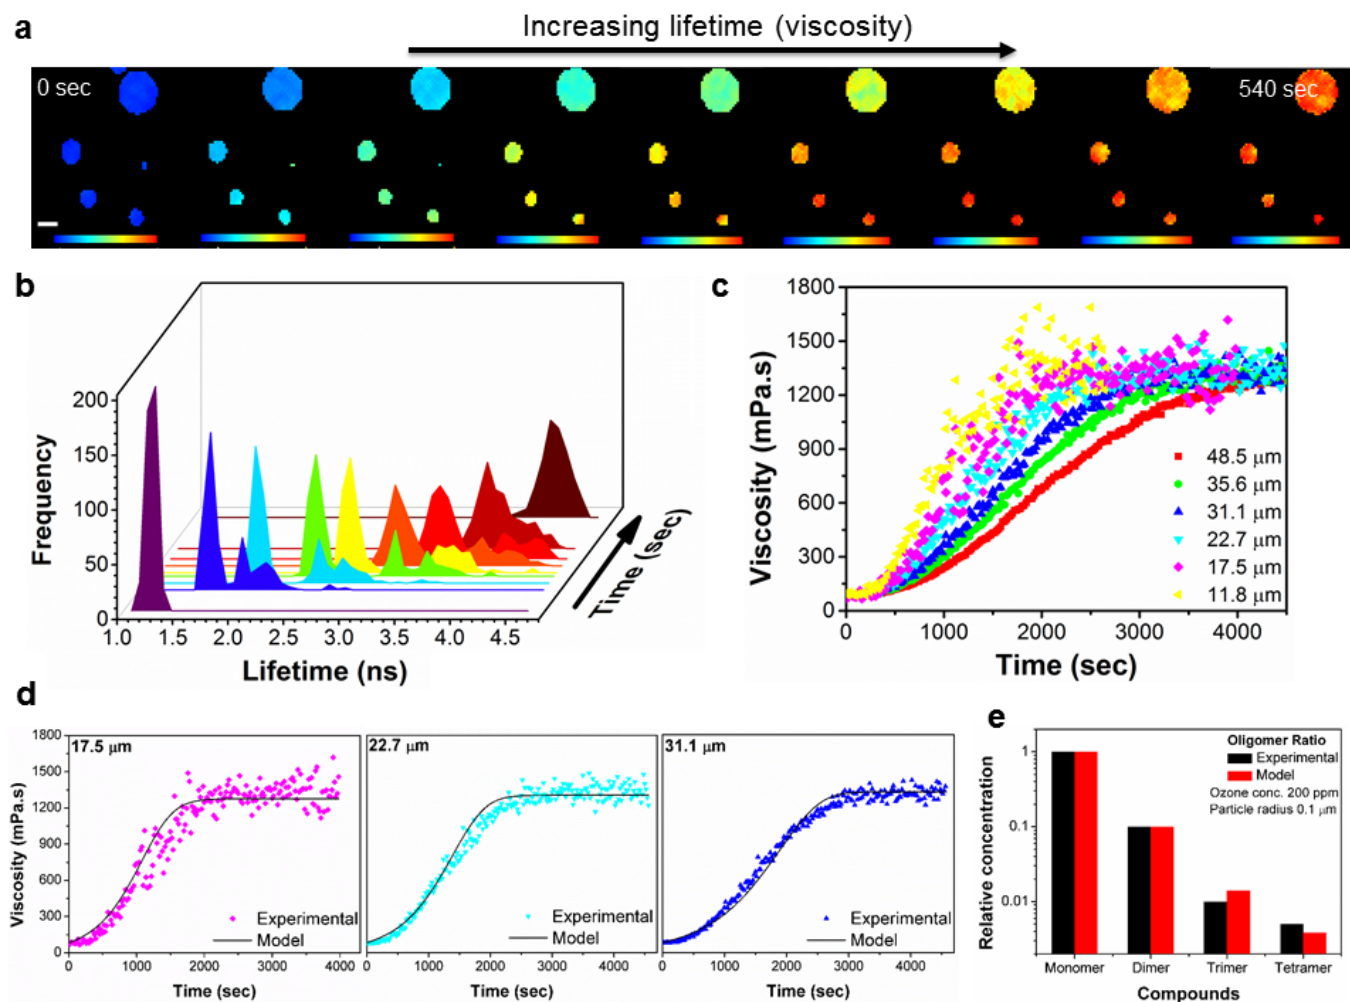 a
Increasing lifetime (viscosity)
0 sec
540 sec
b
200
150
100
50
0
Frequency
1.0 1.5 2.0 2.5 3.0 3.5 4.0 4.5
Lifetime (ns)
Time (sec)
c
1800
1500
1200
900
600
300
0
Viscosity (mPa.s)
48.5 µm
35.6 µm
31.1 µm
22.7 µm
17.5 µm
11.8 µm
0 1000 2000 3000 4000
Time (sec)
d
1800
1500
1200
900
600
300
0
Viscosity (mPa.s)
17.5 µm
Experimental
Model
0 1000 2000 3000 4000
Time (sec)
22.7 µm
Experimental
Model
0 1000 2000 3000 4000
Time (sec)
31.1 µm
Experimental
Model
0 1000 2000 3000 4000
Time (sec)
e
1
0.1
0.01
Relative concentration
Oligomer Ratio
Experimental
Model
Ozone conc. 200 ppm
Particle radius 0.1 µm
Monomer Dimer Trimer Tetramer
Compounds